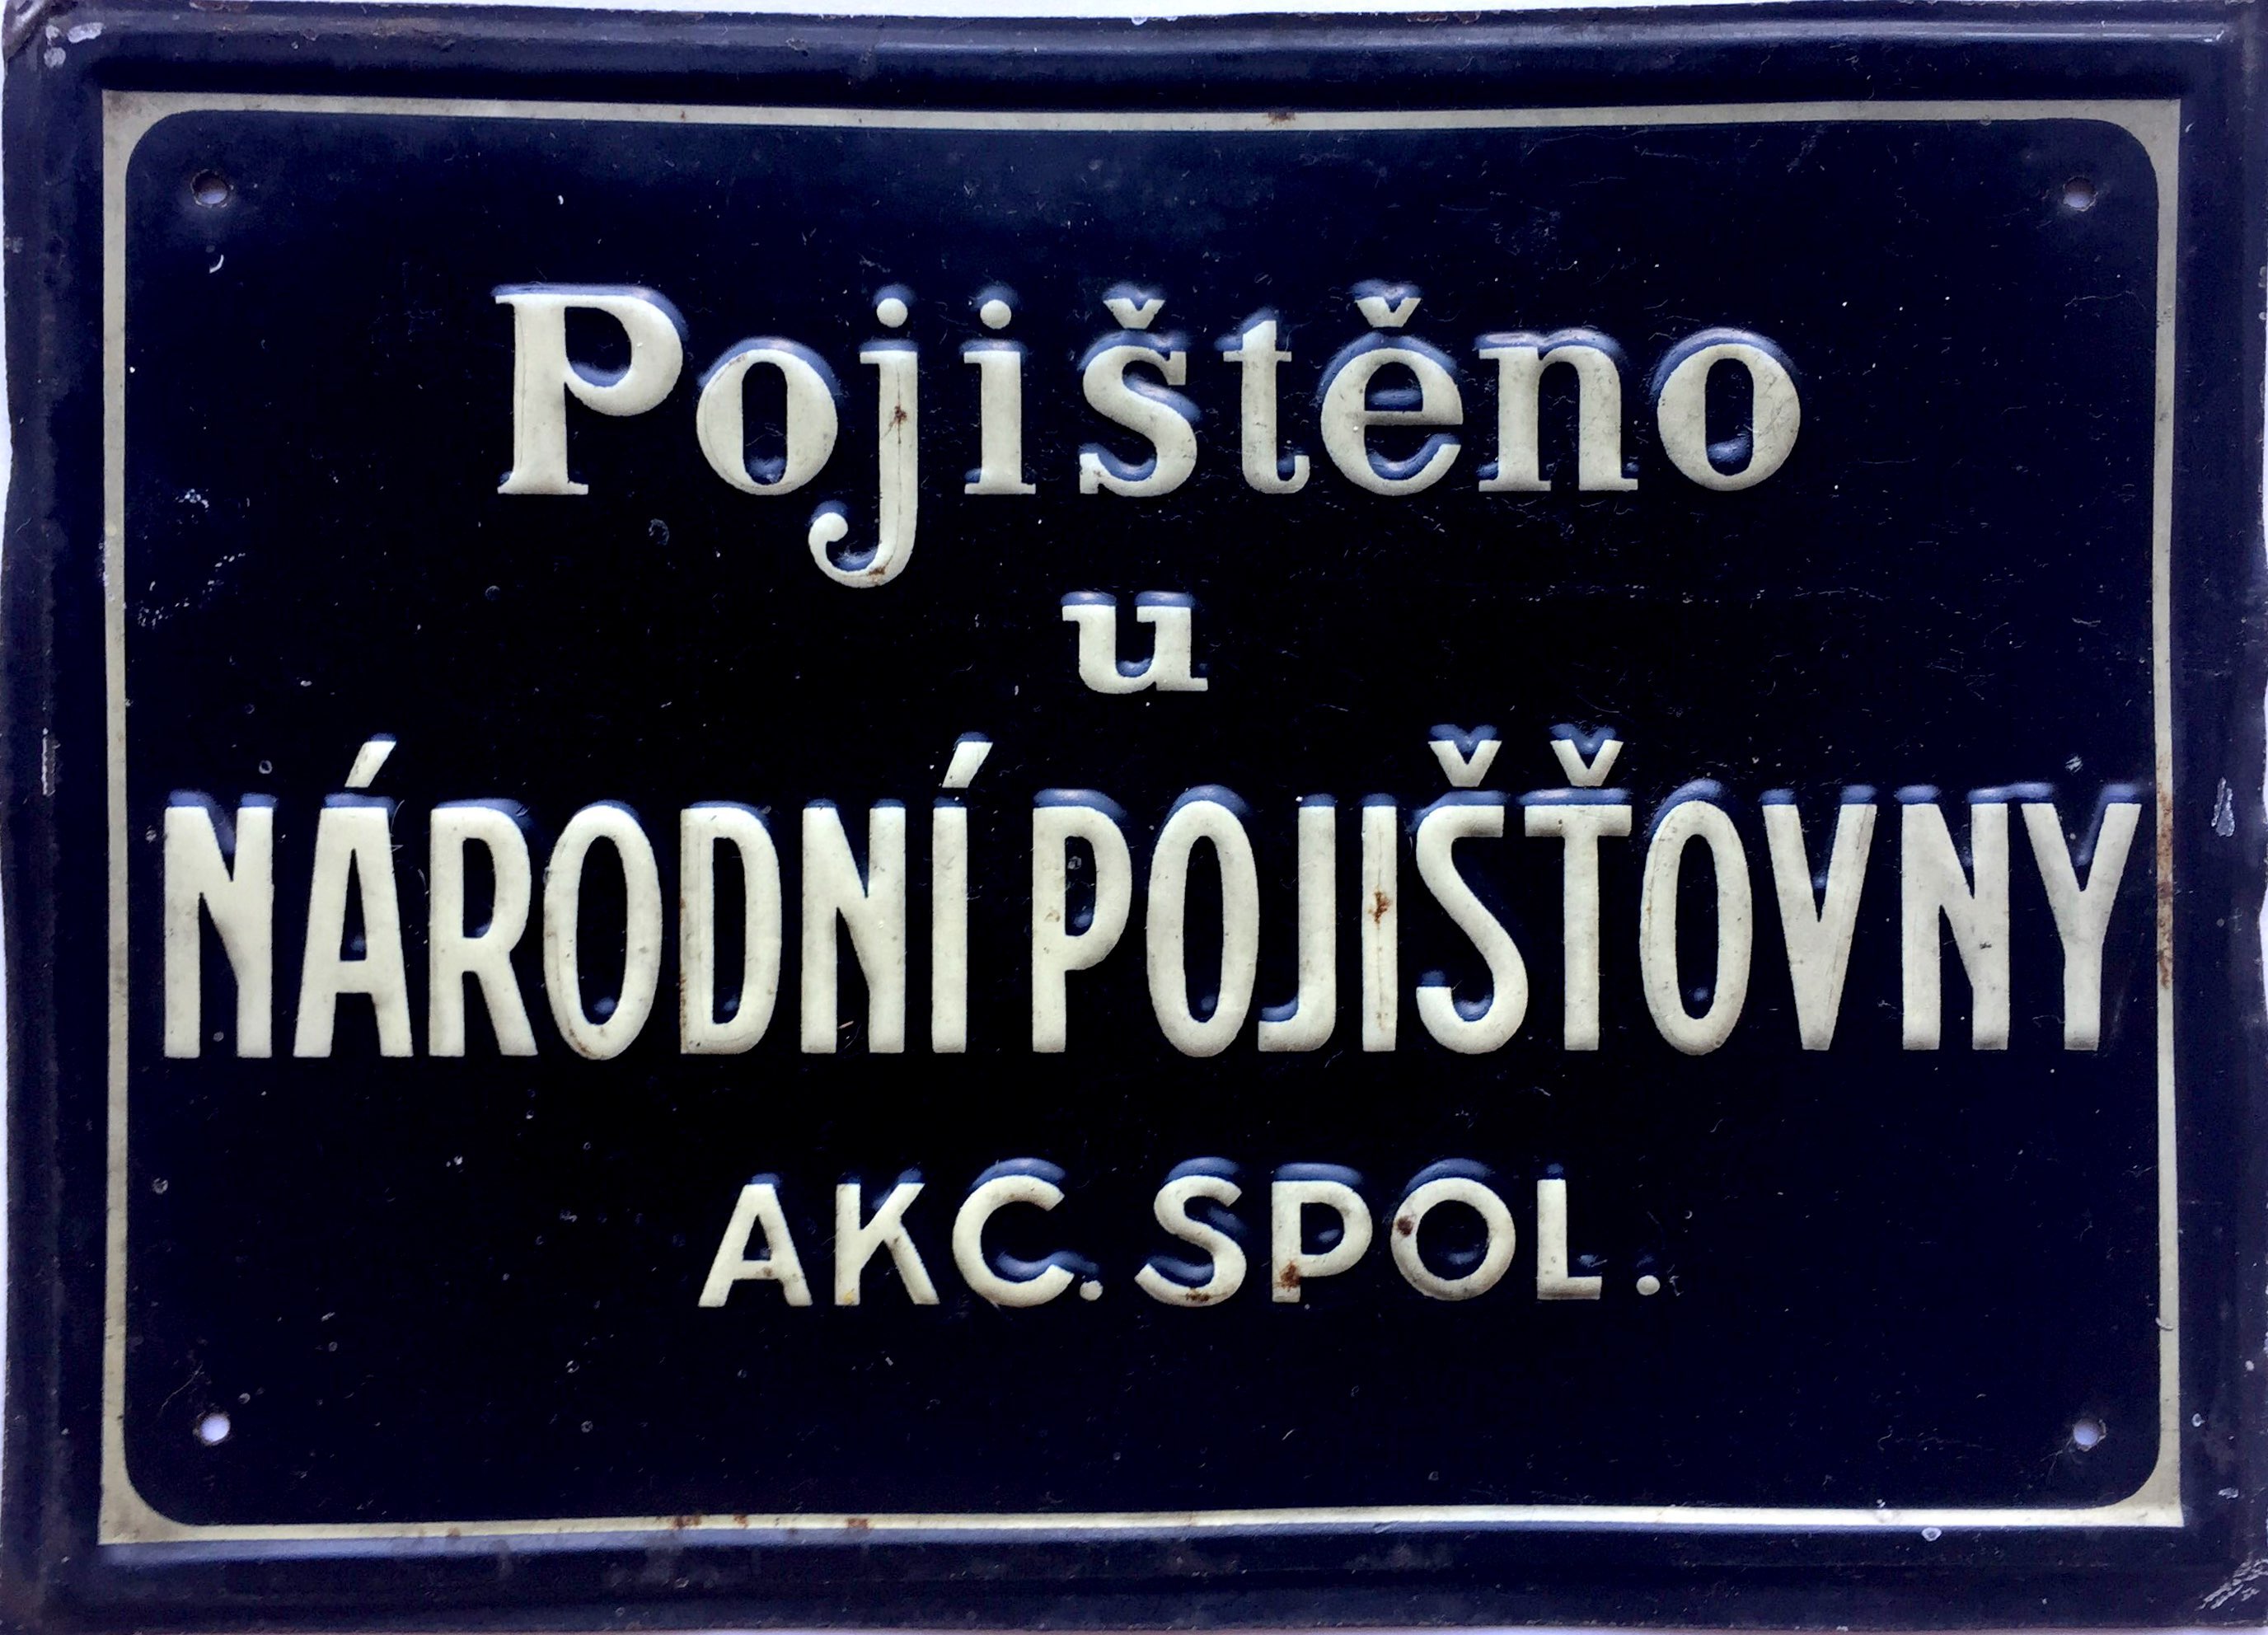 Pojištěno
u
NÁRODNÍ POJIŠŤOVNY
AKC. SPOL.